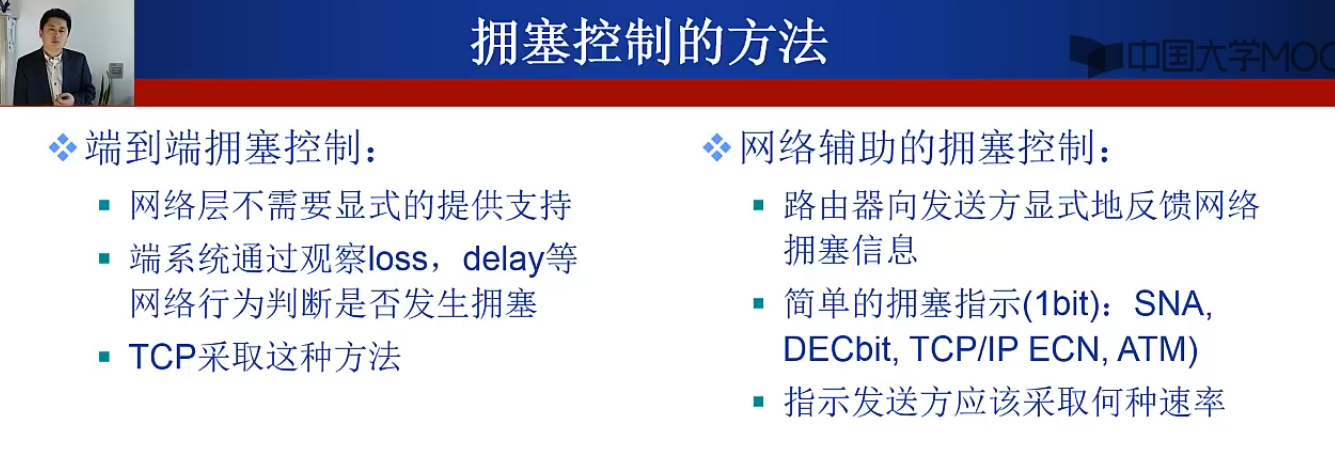 拥塞控制的方法
中国大学MOO
端到端拥塞控制：
网络层不需要显式的提供支持
端系统通过观察loss，delay等
网络行为判断是否发生拥塞
TCP采取这种方法
网络辅助的拥塞控制：
路由器向发送方显式地反馈网络
拥塞信息
简单的拥塞指示(1bit)：SNA,
DECbit, TCP/IP ECN, ATM)
指示发送方应该采取何种速率